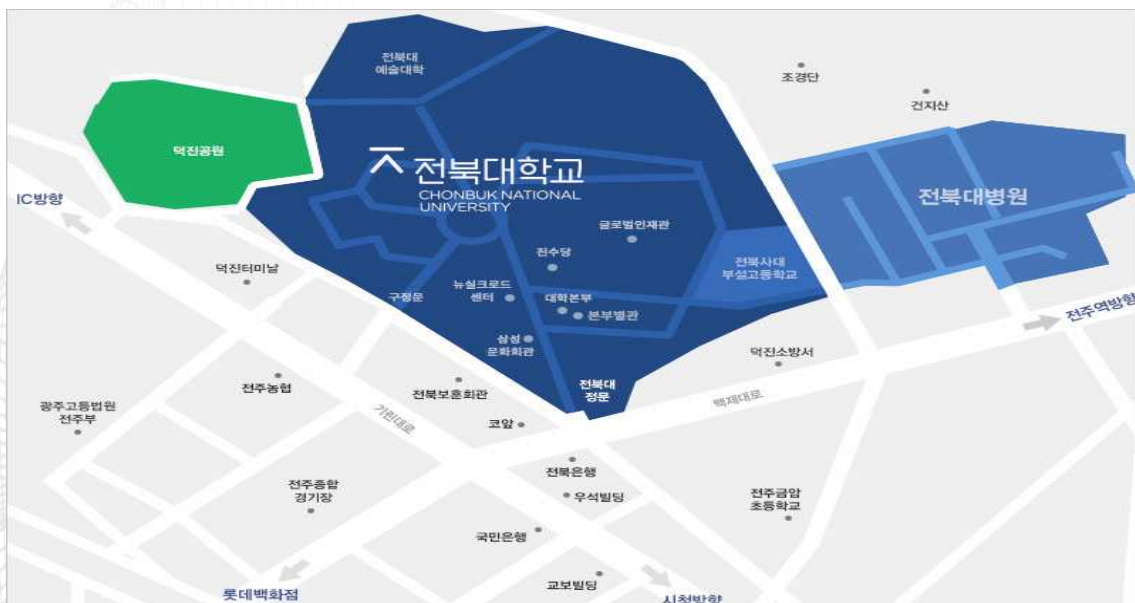 전북대
예술대학
조경단
건지산
덕진공원
전북대학교
CHONBUK NATIONAL
UNIVERSITY
전북대병원
IC방향
글로벌인재관
진수당
전북사대
부설고등학교
덕진터미날
구정문
뉴실크로드
센터
대학본부
본부별관
전주역방향
삼성
문화회관
덕진소방서
전주농협
전북보훈회관
전북대
정문
백제대로
광주고등법원
전주부
기린대로
코앞
전북은행
전주종합
경기장
우석빌딩
전주금암
초등학교
국민은행
교보빌딩
롯데백화점
시청방향